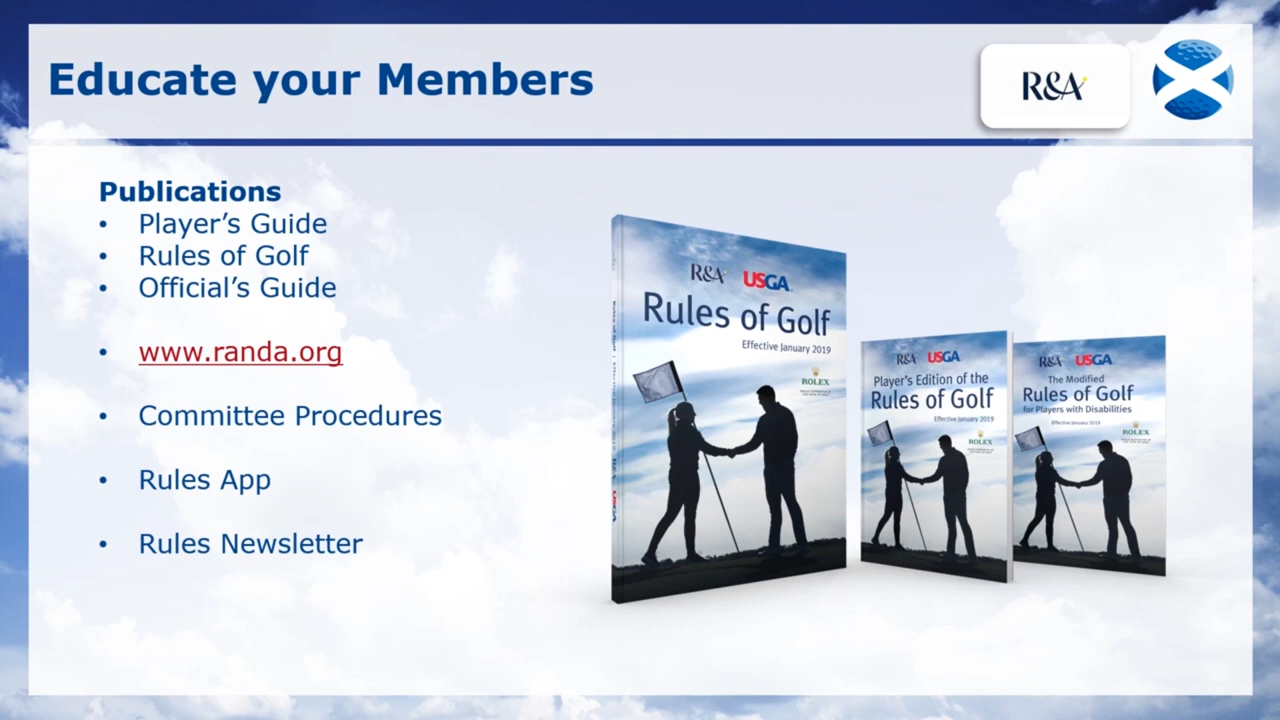 Educate your Members
R&A
Publications
• Player's Guide
• Rules of Golf
• Official's Guide
• www.randa.org
• Committee Procedures
• Rules App
• Rules Newsletter
R&A USGA
Rules of Golf
Effective January 2019
ROLEX
R&A USGA
Player's Edition of the
Rules of Golf
Effective January 2019
ROLEX
R&A USGA
The Modified
Rules of Golf
for Players with Disabilities
Effective January 2019
ROLEX